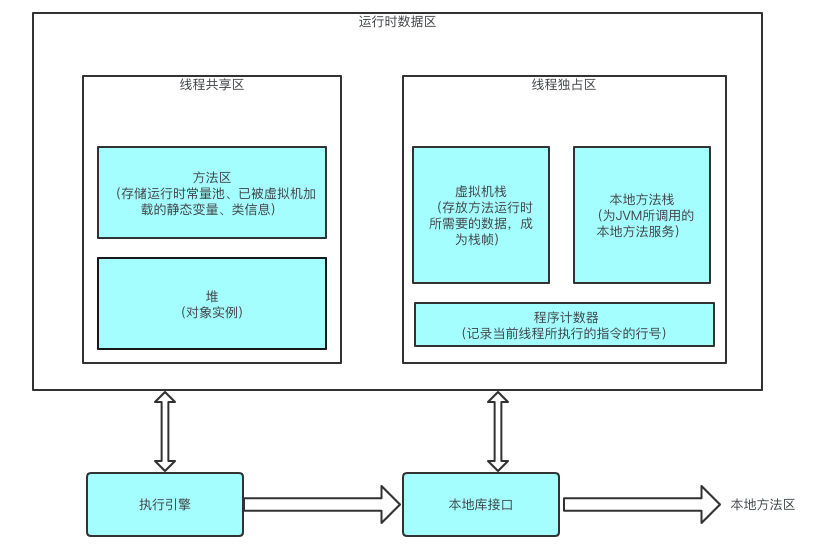 运行时数据区
线程共享区
线程独占区
方法区
(存储运行时常量池、已被虚拟机加
载的静态变量、类信息)
堆
(对象实例)
虚拟机栈
(存放方法运行时
所需要的数据，成
为栈帧)
本地方法栈
(为JVM所调用的
本地方法服务)
程序计数器
(记录当前线程所执行的指令的行号)
执行引擎
本地库接口
本地方法区